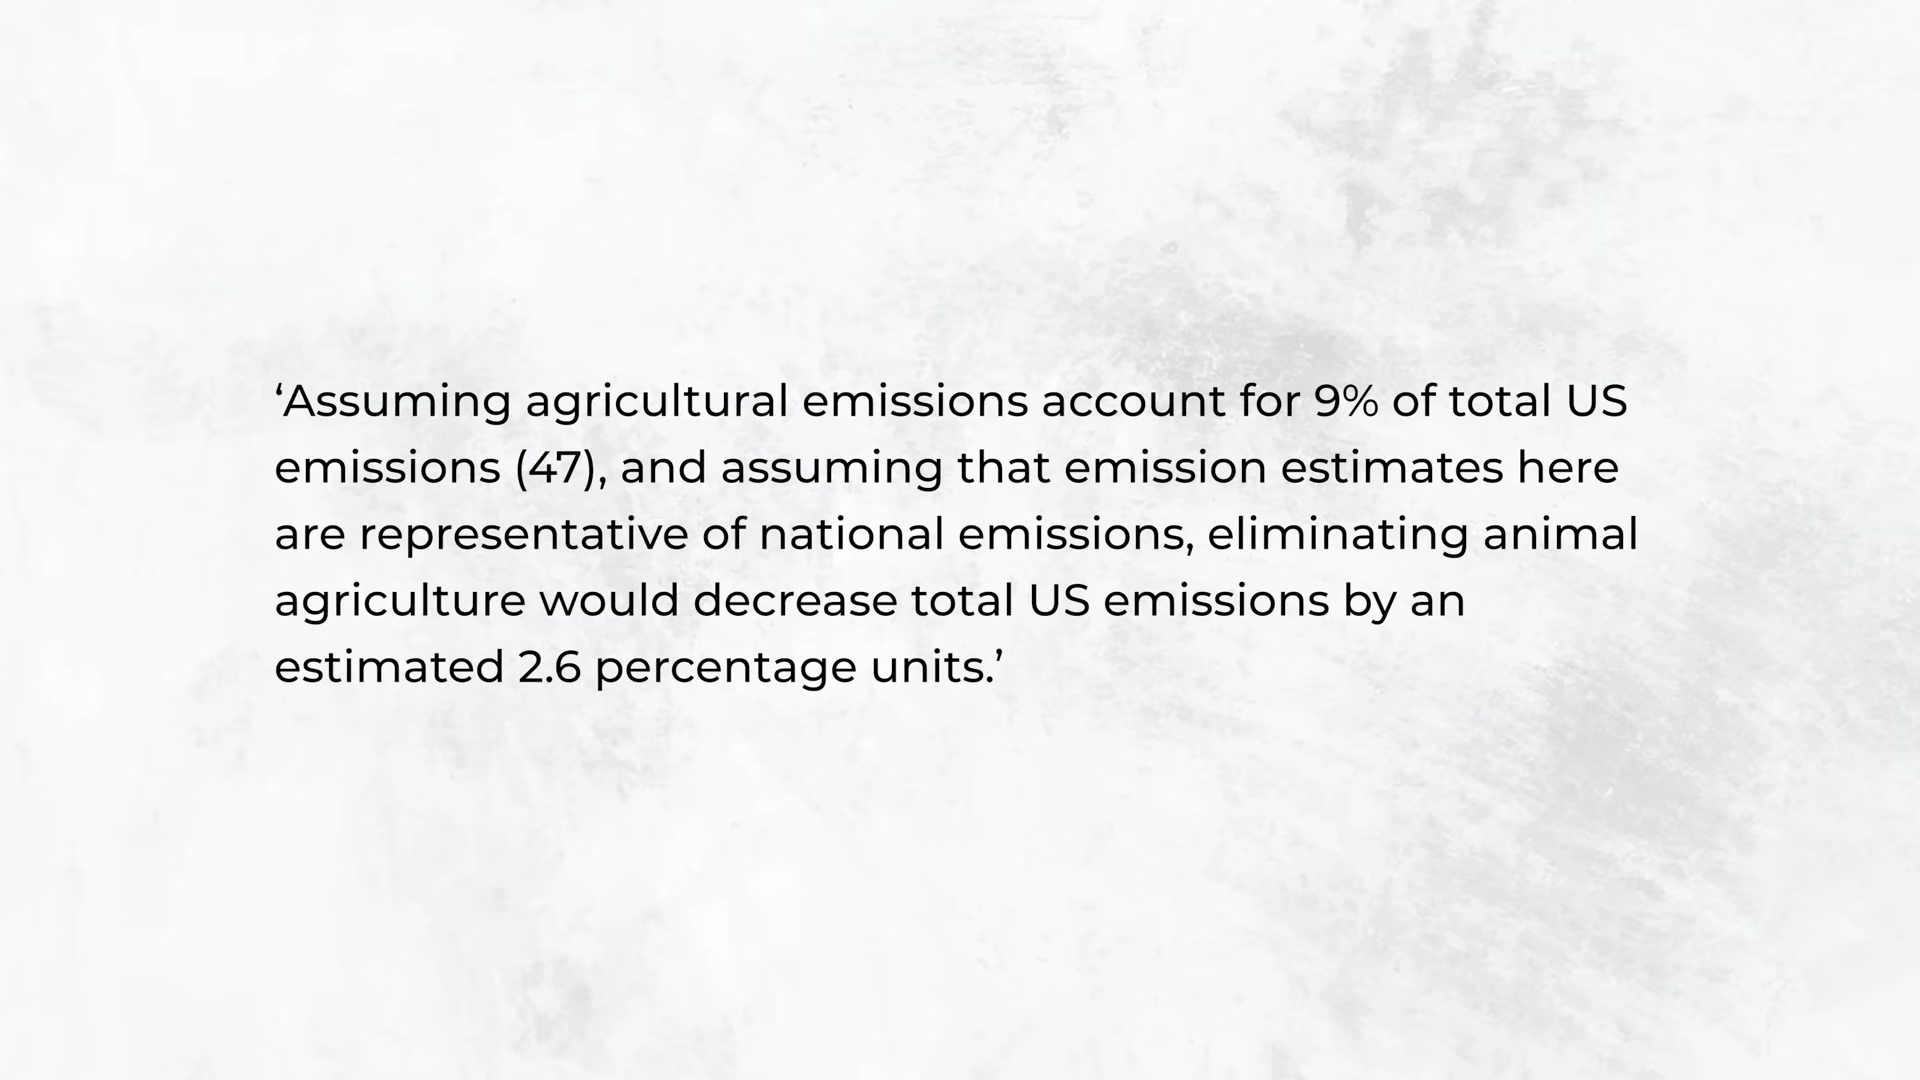 ‘Assuming agricultural emissions account for 9% of total US
emissions (47), and assuming that emission estimates here
are representative of national emissions, eliminating animal
agriculture would decrease total US emissions by an
estimated 2.6 percentage units.’